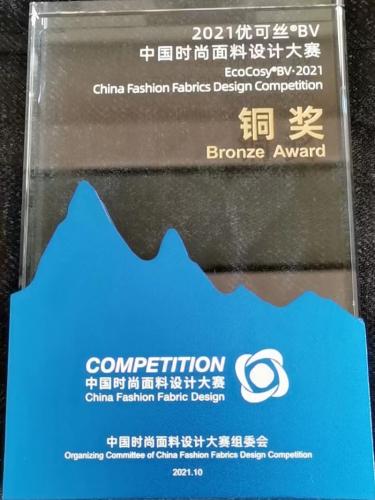 2021优可丝®BV
中国时尚面料设计大赛
EcoCosy®BV·2021
China Fashion Fabrics Design Competition
铜奖
Bronze Award
COMPETITION
中国时尚面料设计大赛
China Fashion Fabric Design
中国时尚面料设计大赛组委会
Organizing Committee of China Fashion Fabrics Design Competition
2021.10